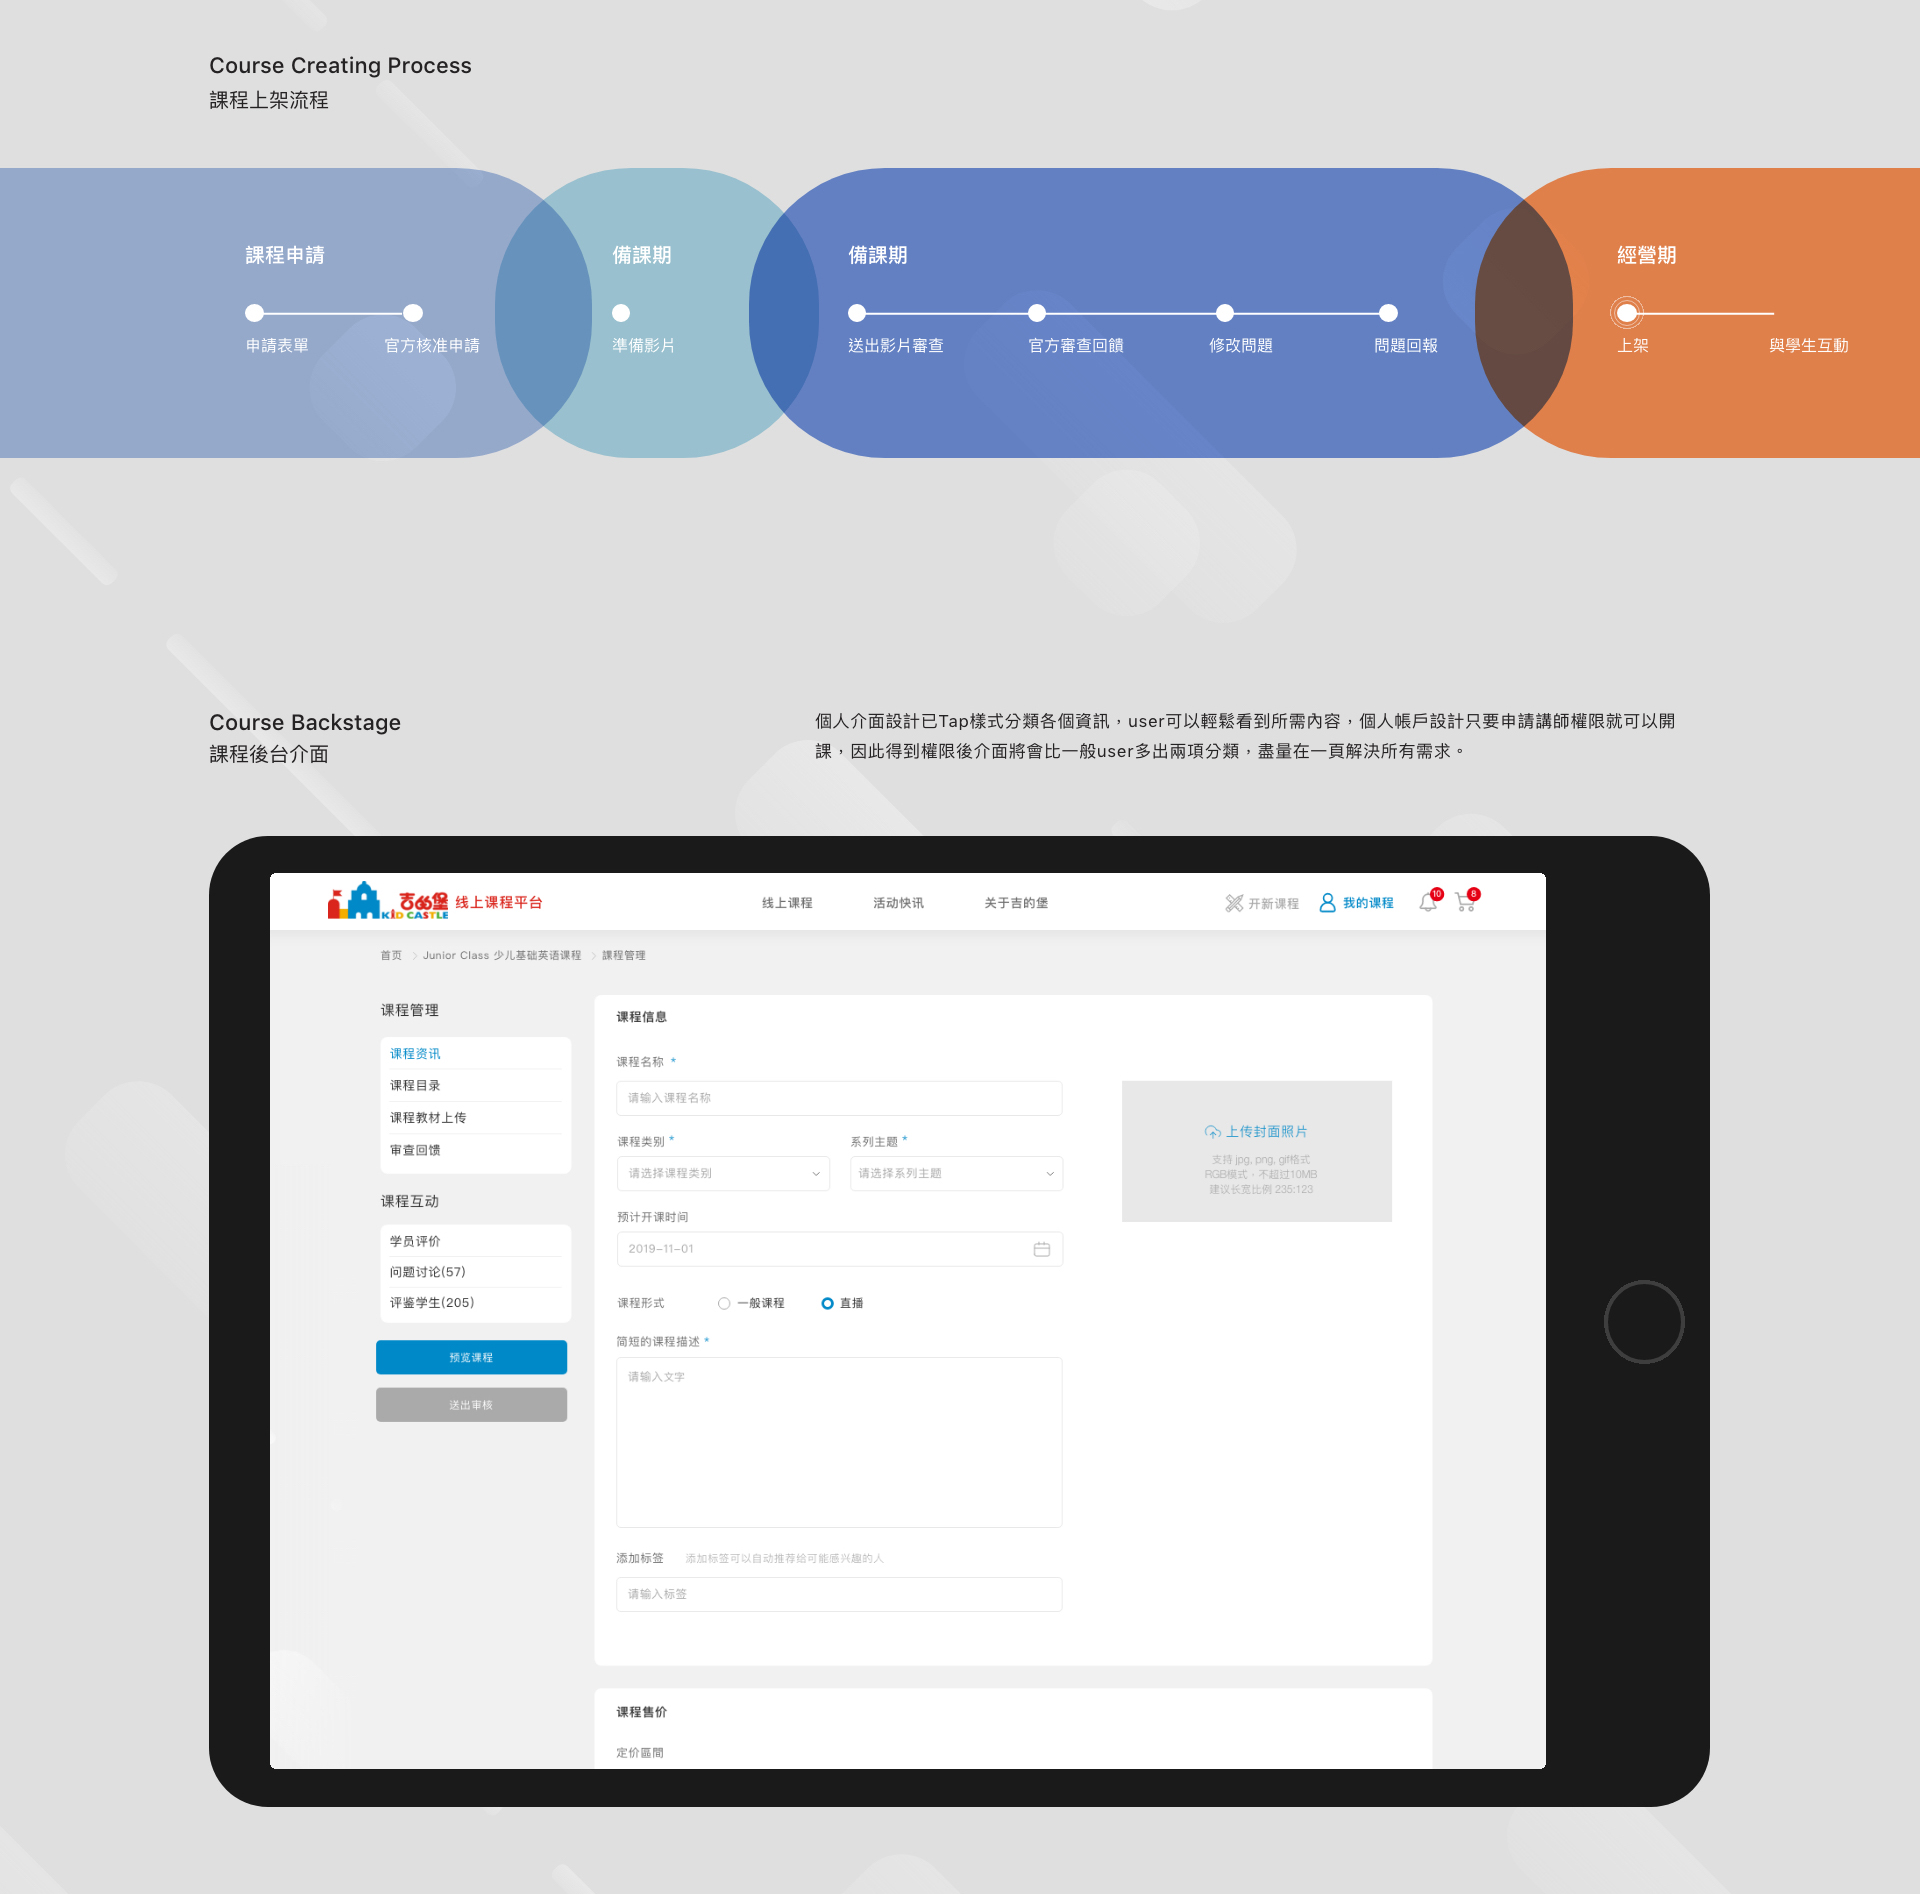 Course Creating Process
課程上架流程
課程申請
備課期
備課期
經營期
申請表單
官方核准申請
準備影片
送出影片審查
官方審查回饋
修改問題
問題回報
上架
與學生互動
Course Backstage
課程後台介面
個人介面設計已Tap樣式分類各個資訊，user可以輕鬆看到所需內容，個人帳戶設計只要申請講師權限就可以開
課，因此得到權限後介面將會比一般user多出兩項分類，盡量在一頁解決所有需求。
吉的堡
KID CASTLE
线上课程平台
线上课程
活动快讯
关于吉的堡
开新课程
我的课程
10
8
首页 > Junior Class 少儿基础英语课程 > 課程管理
课程管理
课程资讯
课程目录
课程教材上传
审查回馈
课程互动
学员评价
问题讨论(57)
评鉴学生(205)
预览课程
送出审核
课程信息
课程名称 *
请输入课程名称
课程类别 *
系列主题 *
请选择课程类别
请选择系列主题
预计开课时间
2019-11-01
课程形式
一般课程
直播
简短的课程描述 *
请输入文字
添加标签
添加标签可以自动推荐给可能感兴趣的人
请输入标签
上传封面照片
支持 jpg, png, gif格式
RGB模式，不超过10MB
建议长宽比例 235:123
课程售价
定价區間